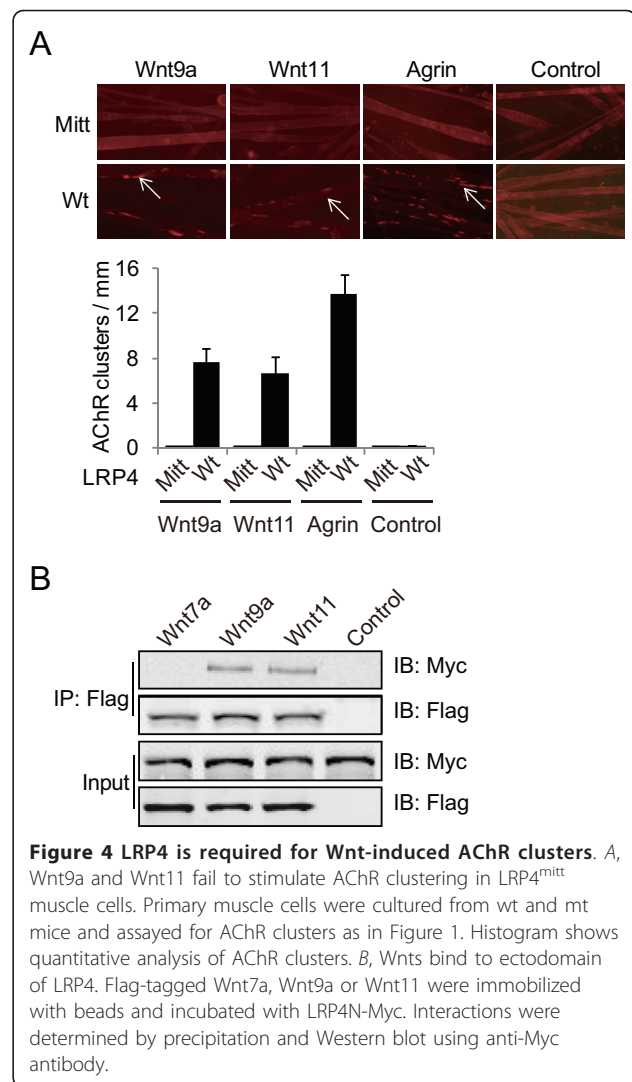 A
Wnt9a Wnt11 Agrin Control
Mitt
Wt
AChR clusters / mm
16
12
8
4
0
LRP4 Mitt Wt Mitt Wt Mitt Wt Mitt Wt
Wnt9a Wnt11 Agrin Control
B
Wnt7a Wnt9a Wnt11 Control
IP: Flag
IB: Myc
IB: Flag
Input
IB: Myc
IB: Flag
Figure 4 LRP4 is required for Wnt-induced AChR clusters. A,
Wnt9a and Wnt11 fail to stimulate AChR clustering in LRP4mitt
muscle cells. Primary muscle cells were cultured from wt and mt
mice and assayed for AChR clusters as in Figure 1. Histogram shows
quantitative analysis of AChR clusters. B, Wnts bind to ectodomain
of LRP4. Flag-tagged Wnt7a, Wnt9a or Wnt11 were immobilized
with beads and incubated with LRP4N-Myc. Interactions were
determined by precipitation and Western blot using anti-Myc
antibody.